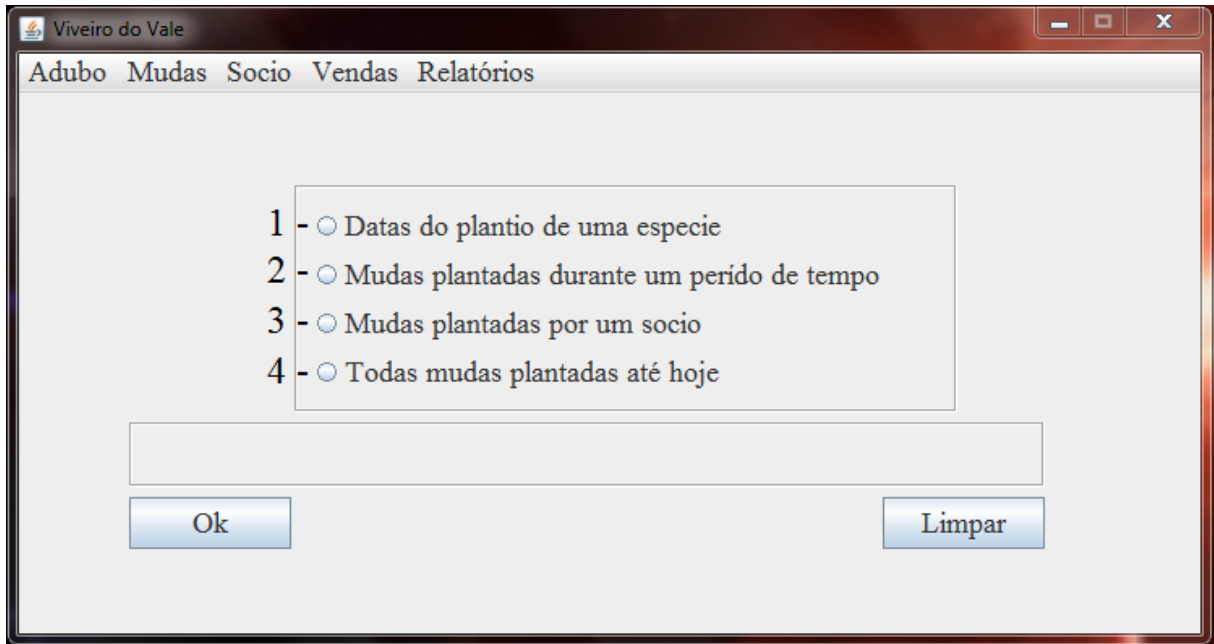 Viveiro do Vale
Adubo Mudas Socio Vendas Relatórios
1 - Datas do plantio de uma especie
2 - Mudas plantadas durante um perído de tempo
3 - Mudas plantadas por um socio
4 - Todas mudas plantadas até hoje
Ok Limpar